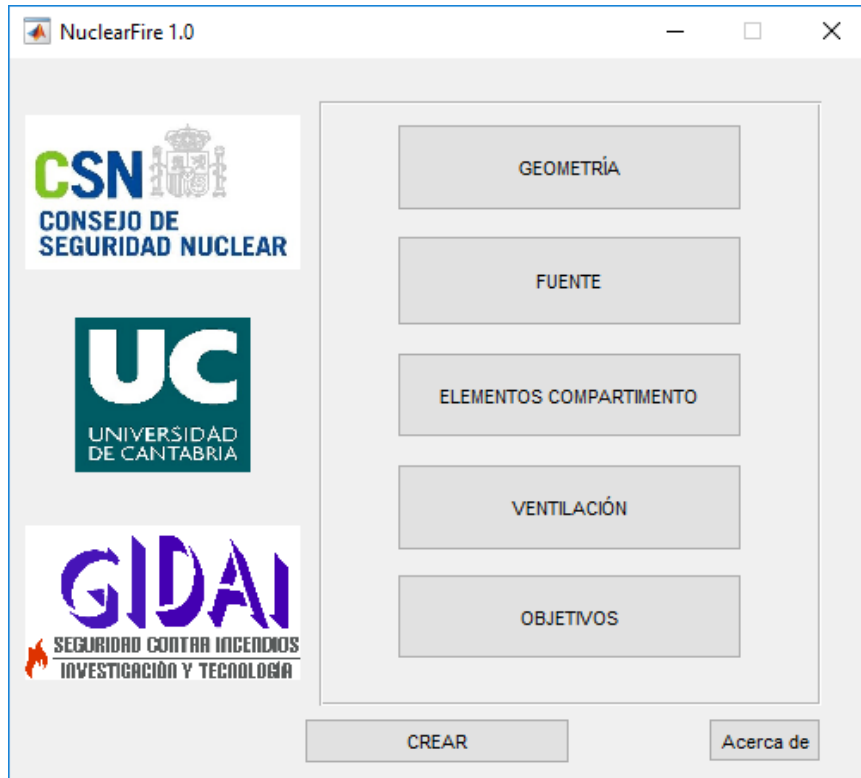 NuclearFire 1.0
CSN
CONSEJO DE
SEGURIDAD NUCLEAR
UC
UNIVERSIDAD
DE CANTABRIA
GIDAI
SEGURIDAD CONTRA INCENDIOS
INVESTIGACIÓN Y TECNOLOGÍA
GEOMETRÍA
FUENTE
ELEMENTOS COMPARTIMENTO
VENTILACIÓN
OBJETIVOS
CREAR
Acerca de